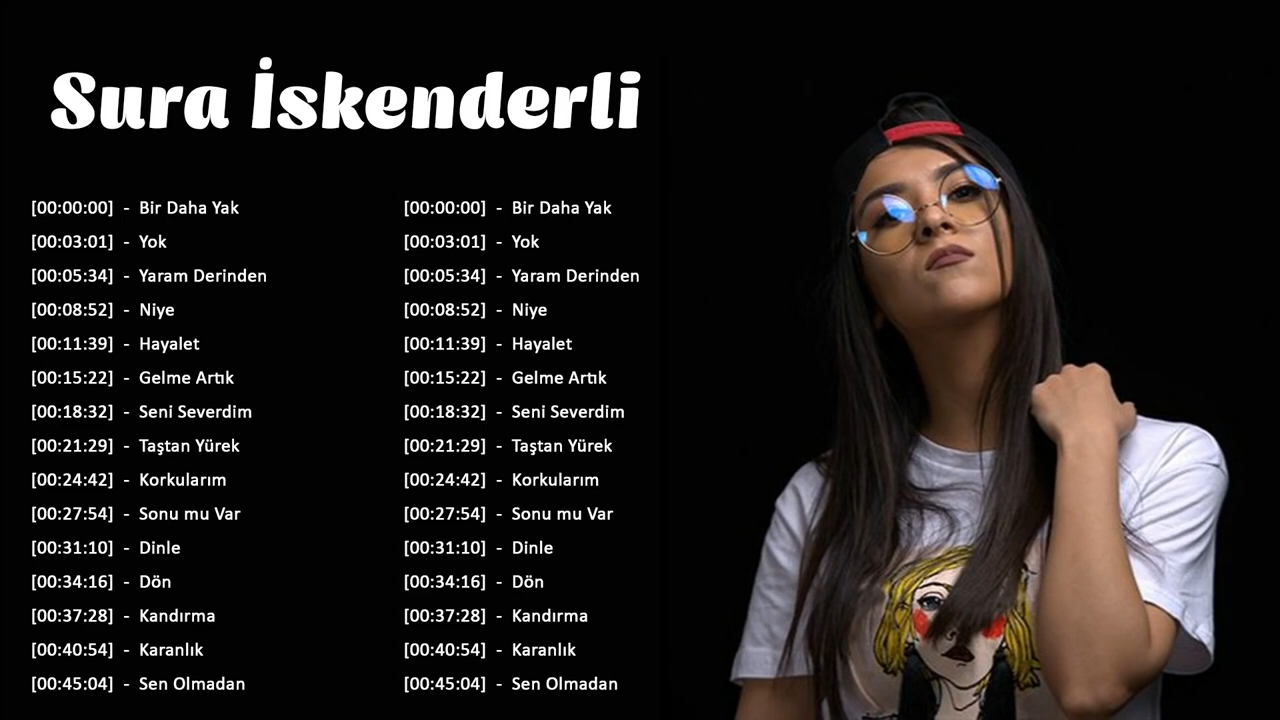 Sura İskenderli
[00:00:00] - Bir Daha Yak
[00:03:01] - Yok
[00:05:34] - Yaram Derinden
[00:08:52] - Niye
[00:11:39] - Hayalet
[00:15:22] - Gelme Artık
[00:18:32] - Seni Severdim
[00:21:29] - Taştan Yürek
[00:24:42] - Korkularım
[00:27:54] - Sonu mu Var
[00:31:10] - Dinle
[00:34:16] - Dön
[00:37:28] - Kandırma
[00:40:54] - Karanlık
[00:45:04] - Sen Olmadan
[00:00:00] - Bir Daha Yak
[00:03:01] - Yok
[00:05:34] - Yaram Derinden
[00:08:52] - Niye
[00:11:39] - Hayalet
[00:15:22] - Gelme Artık
[00:18:32] - Seni Severdim
[00:21:29] - Taştan Yürek
[00:24:42] - Korkularım
[00:27:54] - Sonu mu Var
[00:31:10] - Dinle
[00:34:16] - Dön
[00:37:28] - Kandırma
[00:40:54] - Karanlık
[00:45:04] - Sen Olmadan